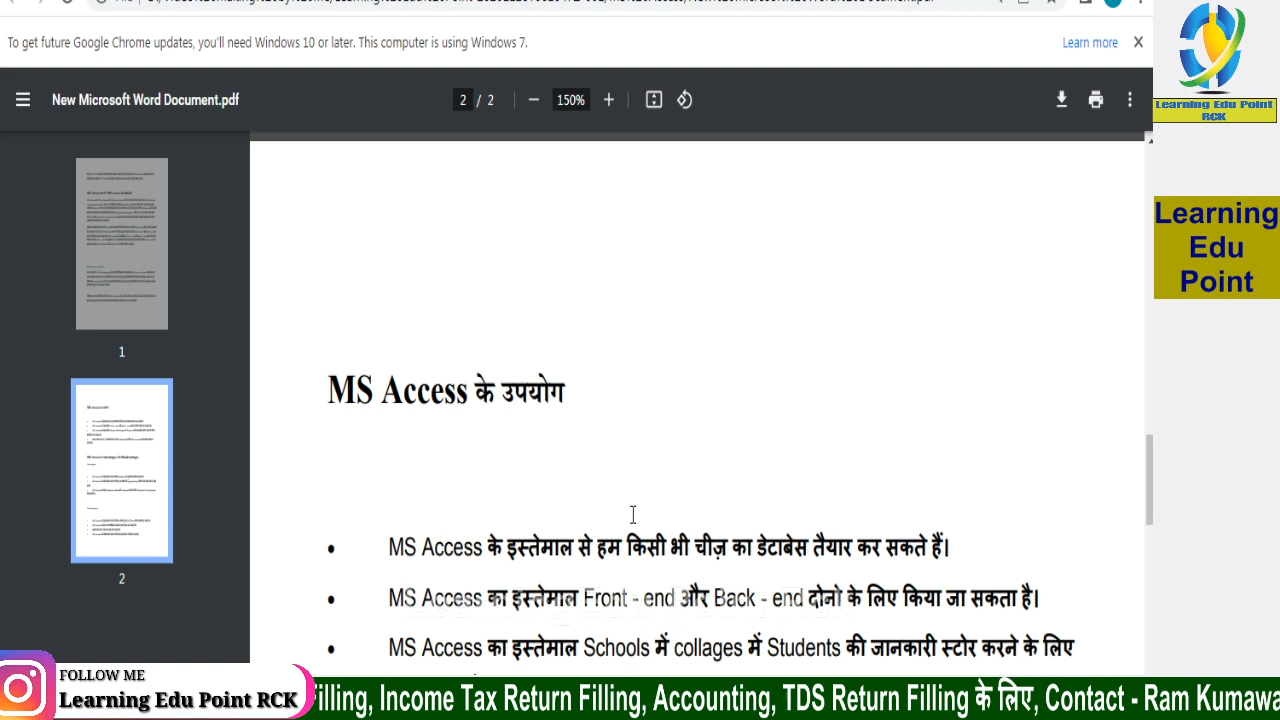 To get future Google Chrome updates, you'll need Windows 10 or later. This computer is using Windows 7.
Learn more
New Microsoft Word Document.pdf
2 / 2
150%
Learning Edu Point
RCK
Learning
Edu
Point
1
2
MS Access के उपयोग
MS Access के इस्तेमाल से हम किसी भी चीज़ का डेटाबेस तैयार कर सकते हैं।
MS Access का इस्तेमाल Front - end और Back - end दोनो के लिए किया जा सकता है।
MS Access का इस्तेमाल Schools में collages में Students की जानकारी स्टोर करने के लिए
FOLLOW ME
Learning Edu Point RCK
Filling, Income Tax Return Filling, Accounting, TDS Return Filling के लिए, Contact - Ram Kumawa